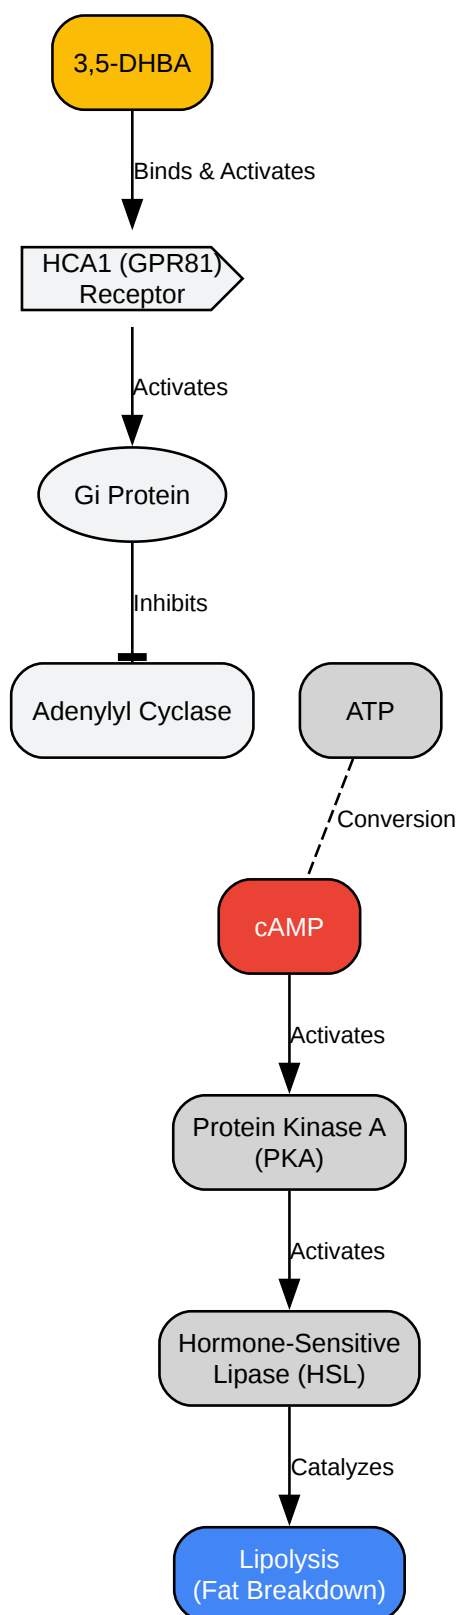 3,5-DHBA
Binds & Activates
HCA1 (GPR81)
Receptor
Activates
Gi Protein
Inhibits
Adenylyl Cyclase
ATP
Conversion
cAMP
Activates
Protein Kinase A
(PKA)
Activates
Hormone-Sensitive
Lipase (HSL)
Catalyzes
Lipolysis
(Fat Breakdown)